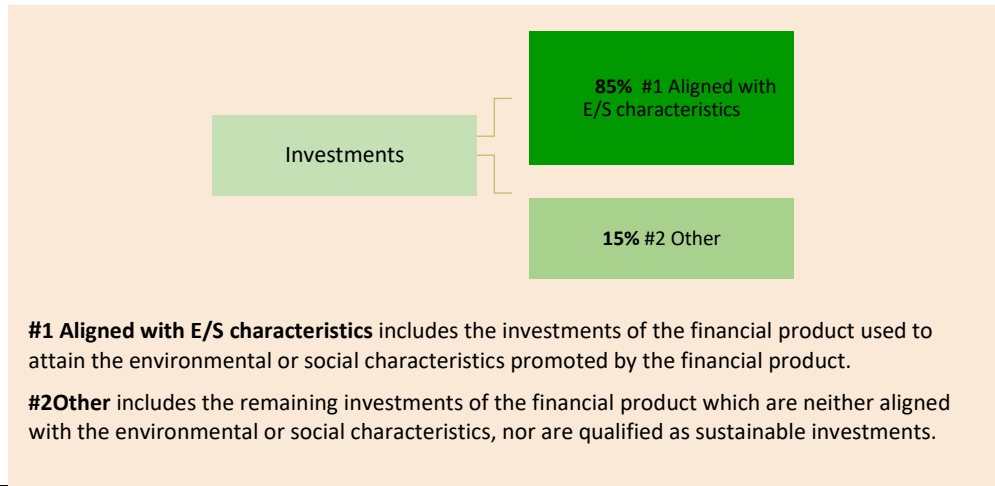 85% #1 Aligned with
E/S characteristics
Investments
15% #2 Other
#1 Aligned with E/S characteristics includes the investments of the financial product used to
attain the environmental or social characteristics promoted by the financial product.
#2Other includes the remaining investments of the financial product which are neither aligned
with the environmental or social characteristics, nor are qualified as sustainable investments.